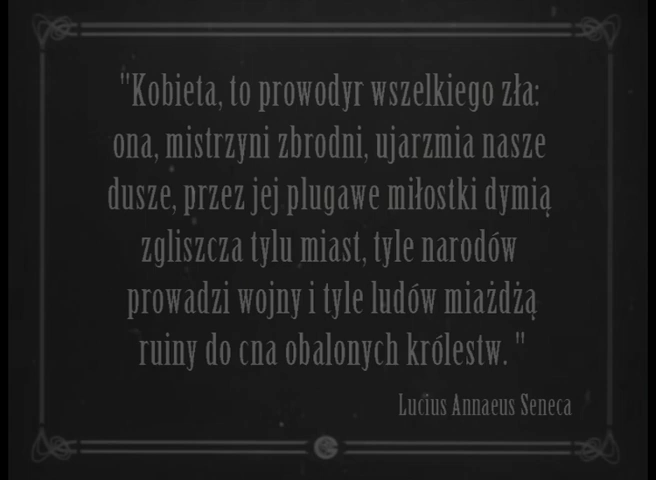 "Kobieta, to prowodyr wszelkiego zła:
ona, mistrzyni zbrodni, ujarzmia nasze
dusze, przez jej plugawe miłostki dymią
zgliszcza tylu miast, tyle narodów
prowadzi wojny i tyle ludów miażdżą
ruiny do cna obalonych królestw. "
Lucius Annaeus Seneca